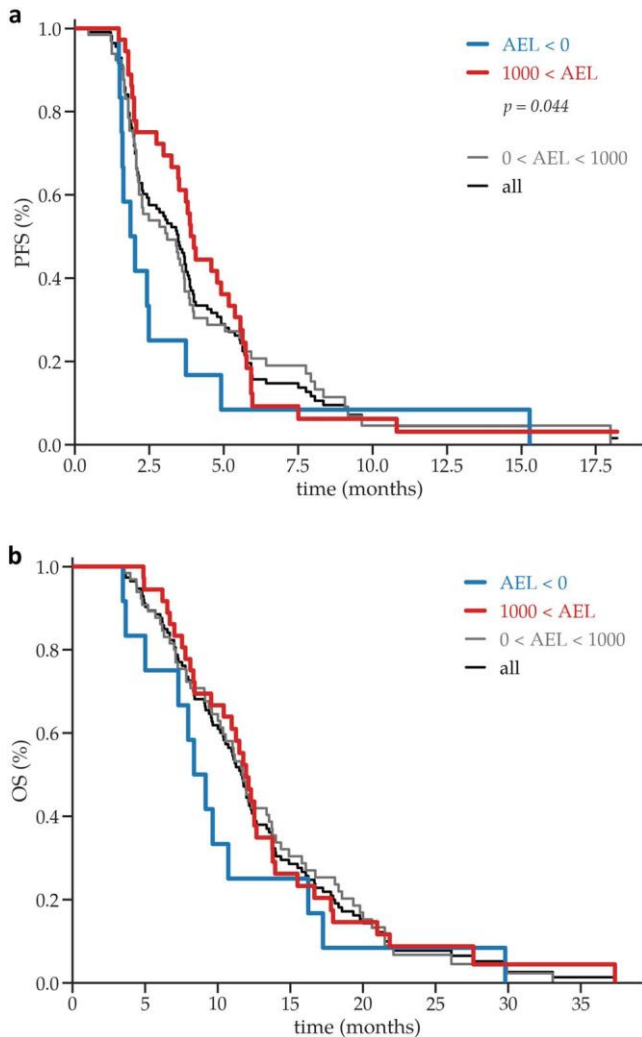 a
1.0
0.8
0.6
0.4
0.2
0.0
PFS (%)
AEL < 0
1000 < AEL
p = 0.044
0 < AEL < 1000
all
0.0 2.5 5.0 7.5 10.0 12.5 15.0 17.5
time (months)
b
1.0
0.8
0.6
0.4
0.2
0.0
OS (%)
AEL < 0
1000 < AEL
0 < AEL < 1000
all
0 5 10 15 20 25 30 35
time (months)